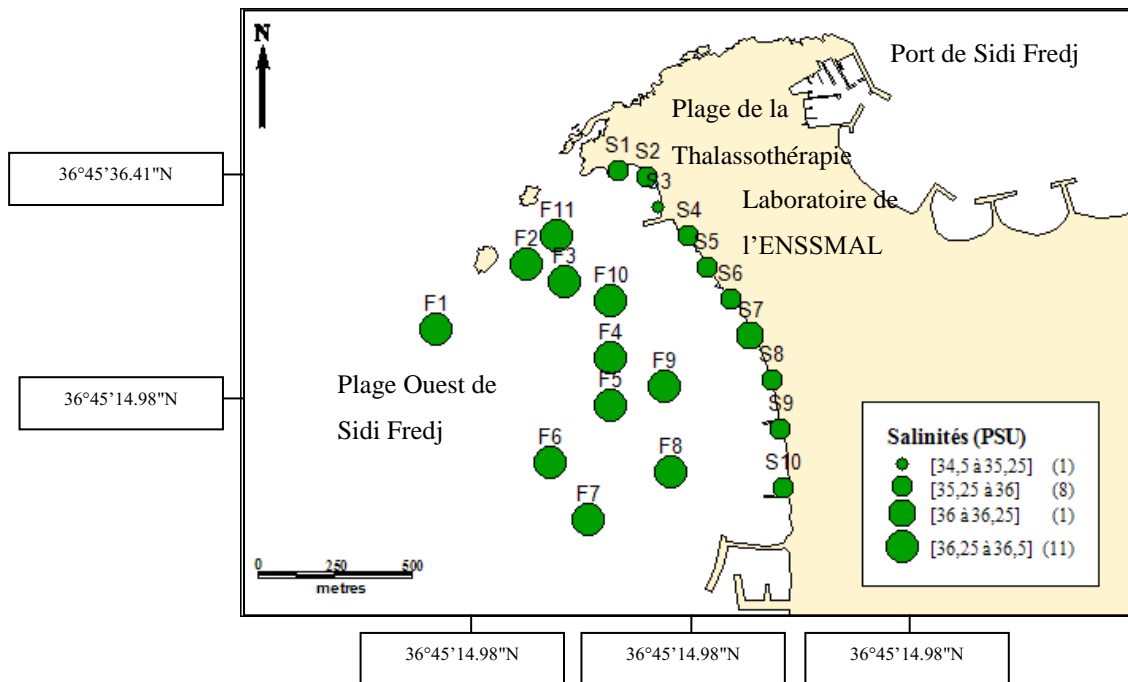 N
Port de Sidi Fredj
Plage de la
Thalassothérapie
Laboratoire de
l'ENSSMAL
36°45'36.41"N
S1
S2
S3
S4
S5
S6
S7
S8
S9
S10
F11
F2
F3
F10
F1
F4
F9
F5
F6
F8
F7
Plage Ouest de
Sidi Fredj
36°45'14.98"N
Salinités (PSU)
[34,5 à 35,25] (1)
[35,25 à 36] (8)
[36 à 36,25] (1)
[36,25 à 36,5] (11)
0 250 500
metres
36°45'14.98"N
36°45'14.98"N
36°45'14.98"N